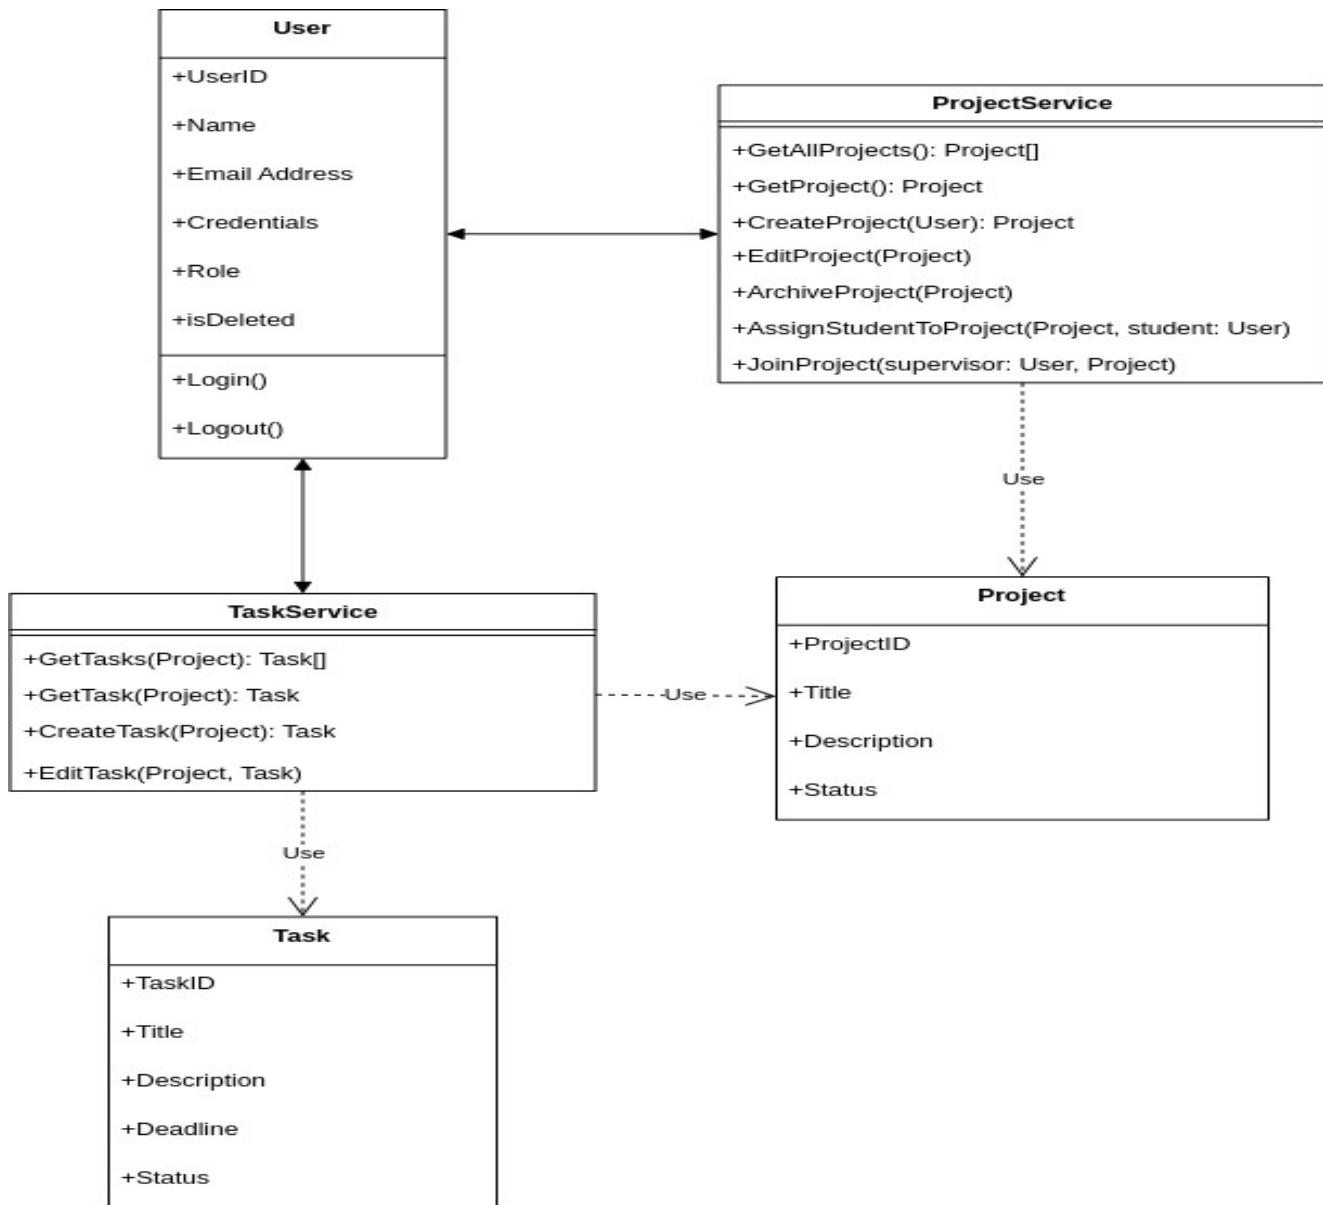 User
+UserID
+Name
+Email Address
+Credentials
+Role
+isDeleted
+Login()
+Logout()
ProjectService
+GetAllProjects(): Project[]
+GetProject(): Project
+CreateProject(User): Project
+EditProject(Project)
+ArchiveProject(Project)
+AssignStudentToProject(Project, student: User)
+JoinProject(supervisor: User, Project)
Use
TaskService
+GetTasks(Project): Task[]
+GetTask(Project): Task
+CreateTask(Project): Task
+EditTask(Project, Task)
Use
Project
+ProjectID
+Title
+Description
+Status
Use
Task
+TaskID
+Title
+Description
+Deadline
+Status